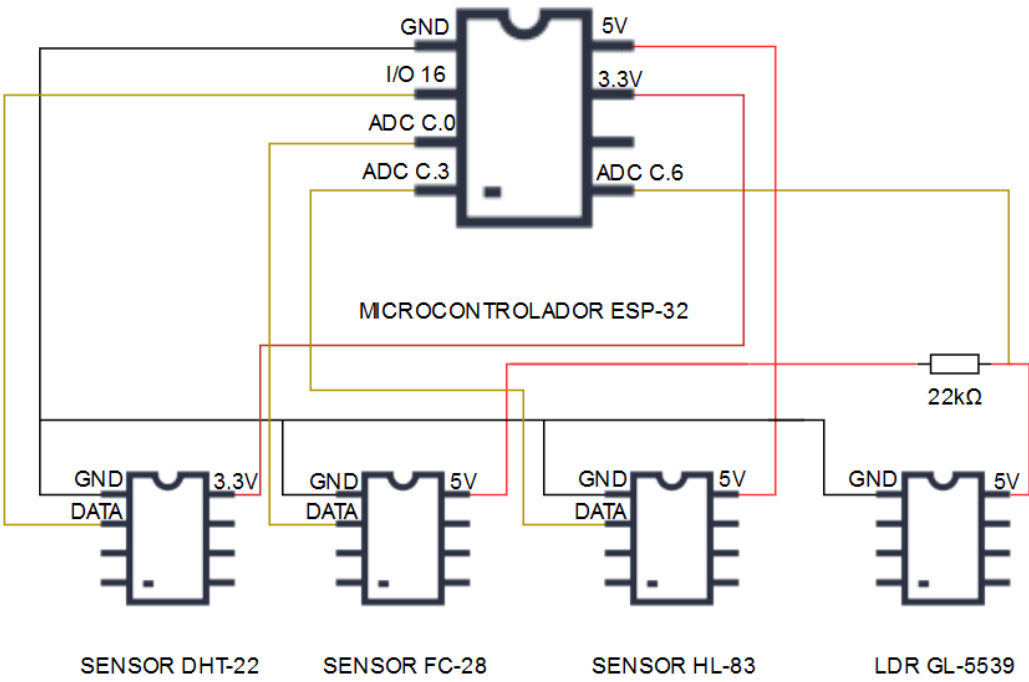 GND 5V
I/O 16 3.3V
ADC C.0
ADC C.3 ADC C.6
MICROCONTROLADOR ESP-32
22kΩ
GND 3.3V GND 5V GND 5V GND 5V
DATA DATA DATA
SENSOR DHT-22 SENSOR FC-28 SENSOR HL-83 LDR GL-5539